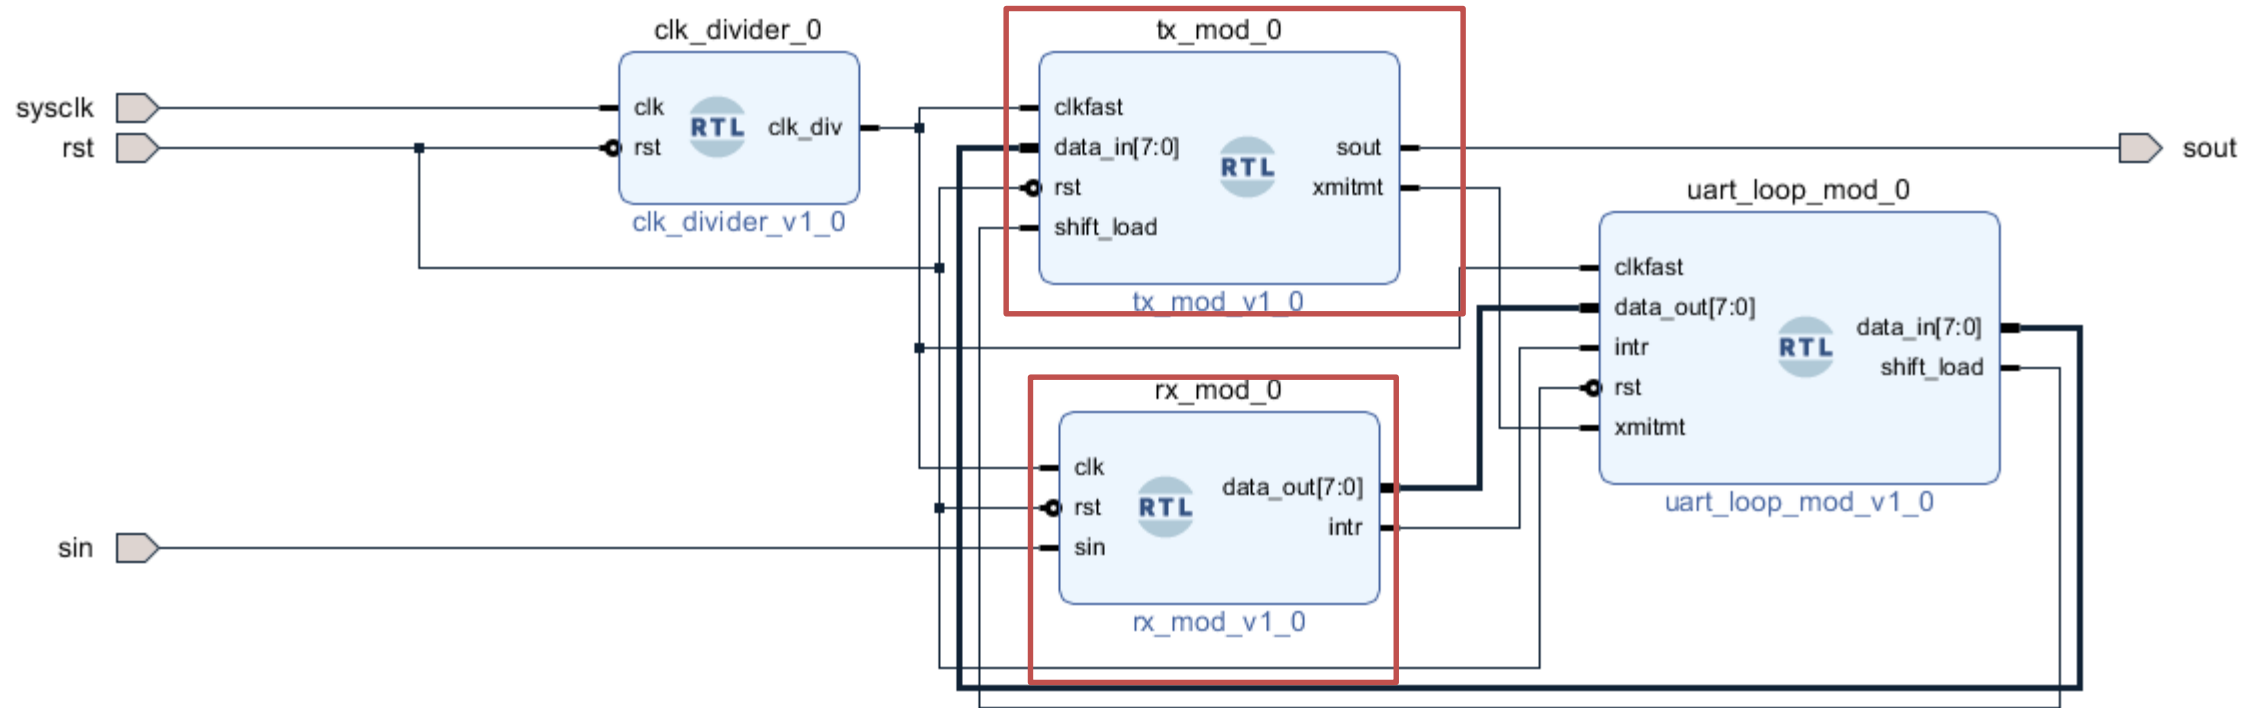 sysclk
rst
sin
clk_divider_0
clk
rst
RTL
clk_div
clk_divider_v1_0
tx_mod_0
clkfast
data_in[7:0]
rst
shift_load
RTL
sout
xmitmt
tx_mod_v1_0
rx_mod_0
clk
rst
sin
RTL
data_out[7:0]
intr
rx_mod_v1_0
uart_loop_mod_0
clkfast
data_out[7:0]
intr
rst
xmitmt
RTL
data_in[7:0]
shift_load
uart_loop_mod_v1_0
sout